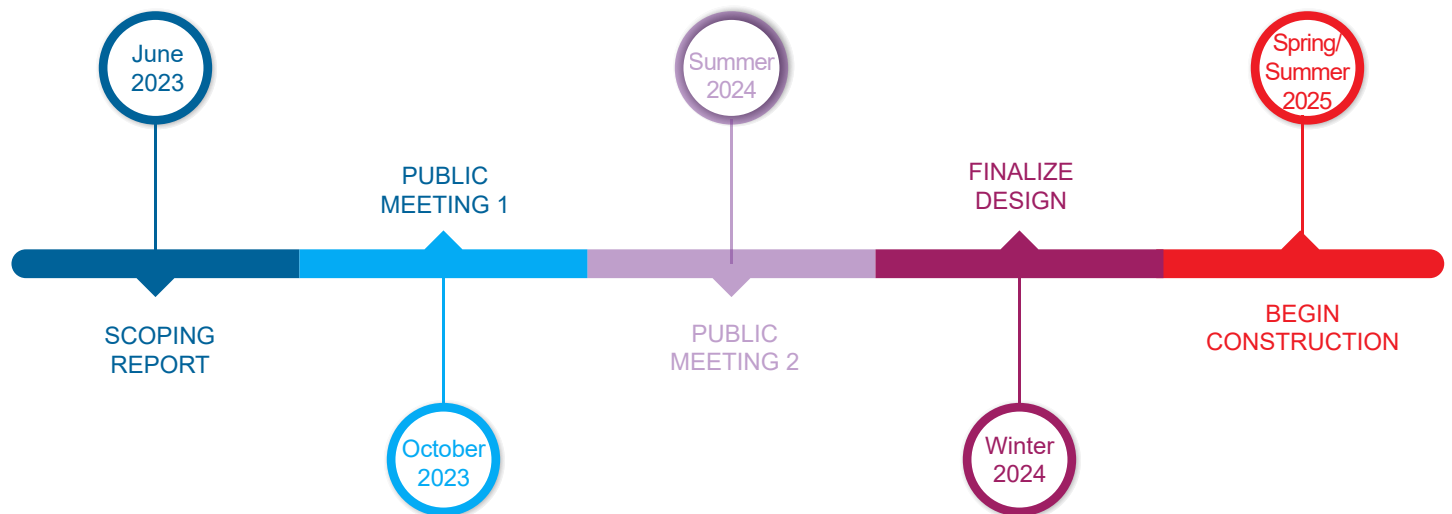 June
2023
SCOPING
REPORT
PUBLIC
MEETING 1
October
2023
Summer
2024
PUBLIC
MEETING 2
FINALIZE
DESIGN
Winter
2024
Spring/
Summer
2025
BEGIN
CONSTRUCTION